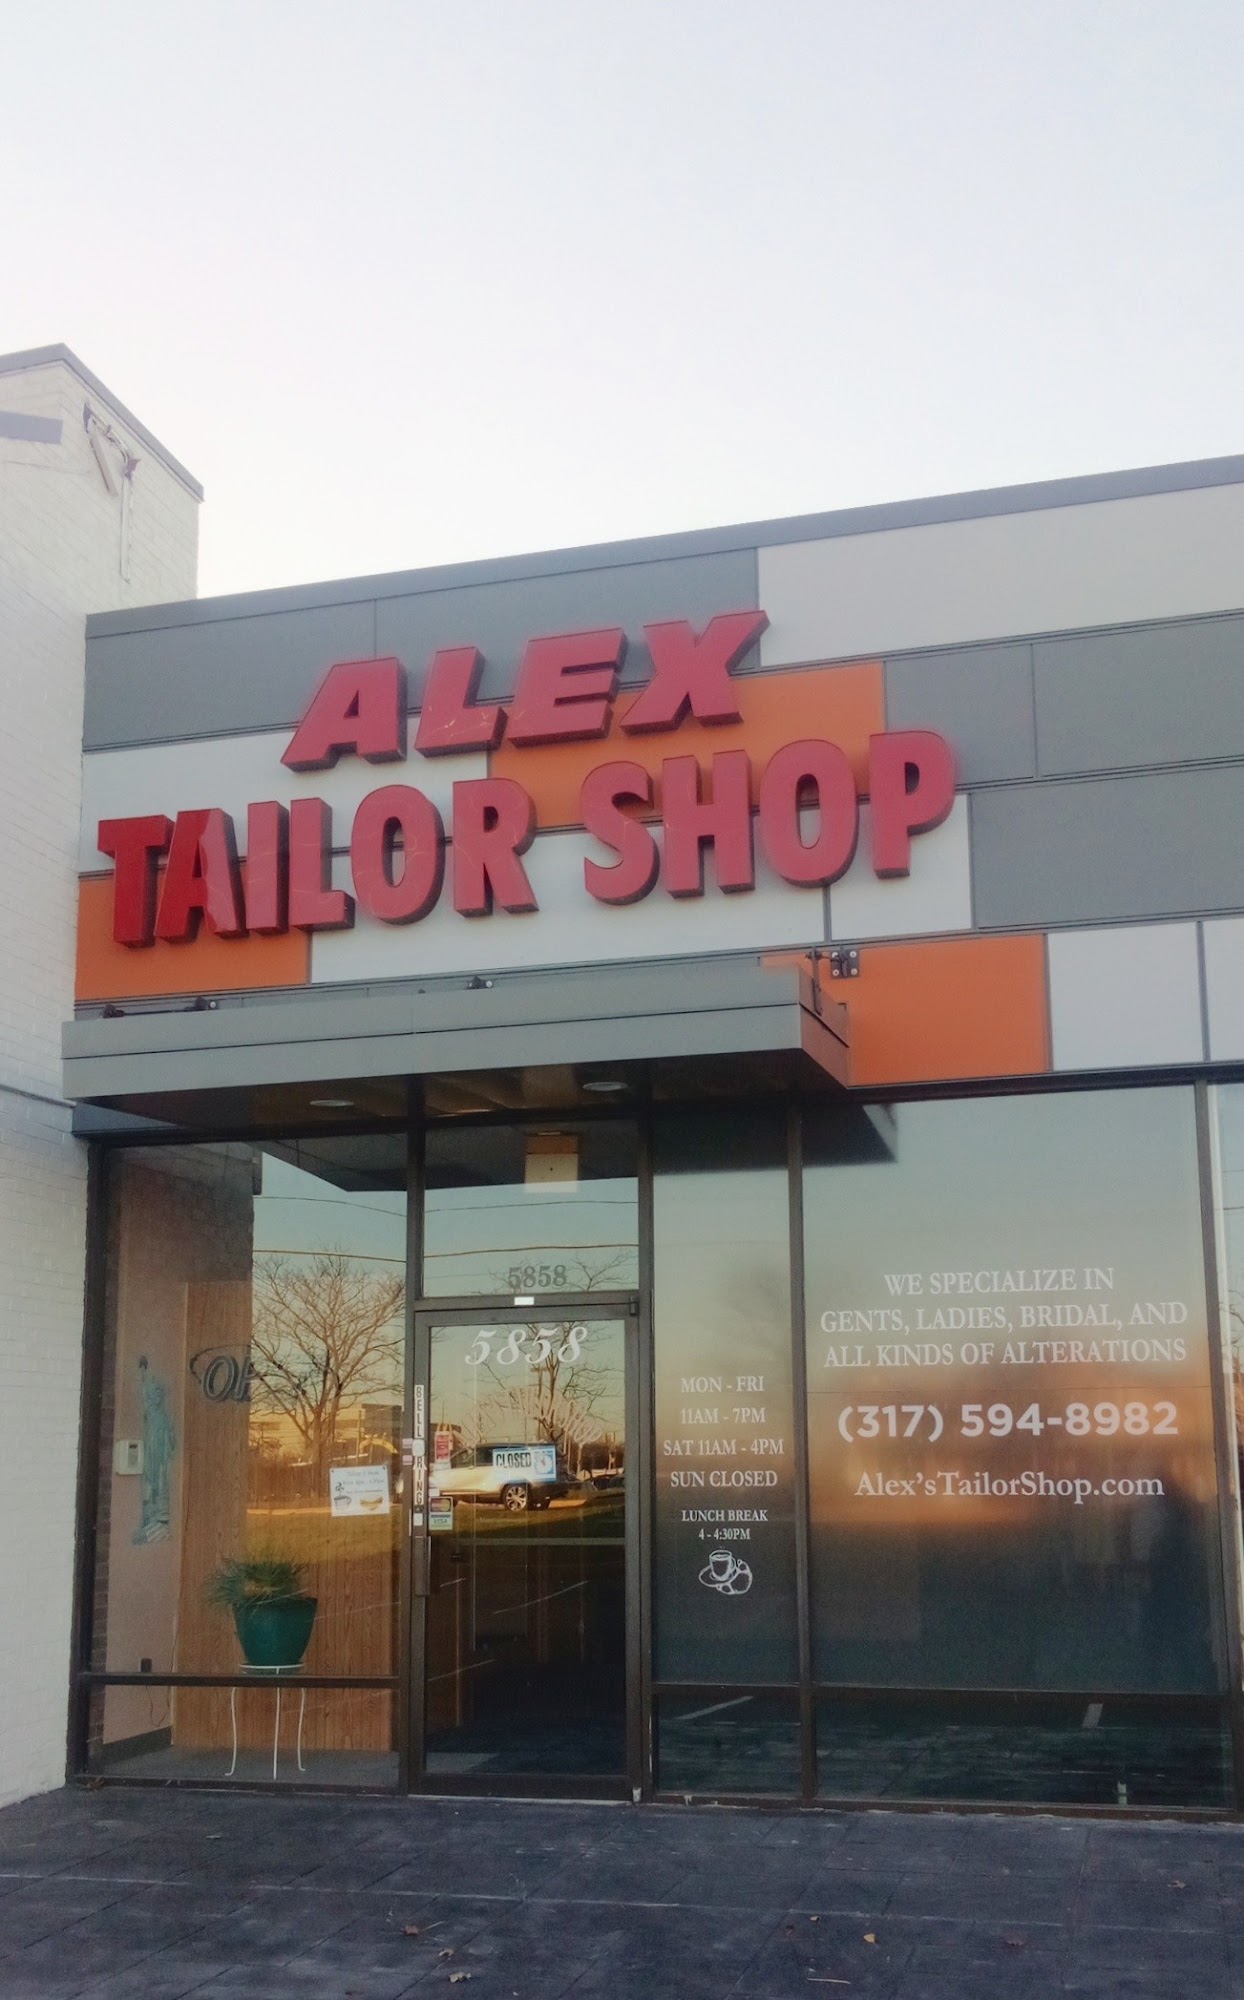 ALEX
TAILOR SHOP
5858
5858
BELL
RING
CLOSED
VISA
MON - FRI
11AM - 7PM
SAT 11AM - 4PM
SUN CLOSED
LUNCH BREAK
4 - 4:30PM
WE SPECIALIZE IN
GENTS, LADIES, BRIDAL, AND
ALL KINDS OF ALTERATIONS
(317) 594-8982
Alex'sTailorShop.com